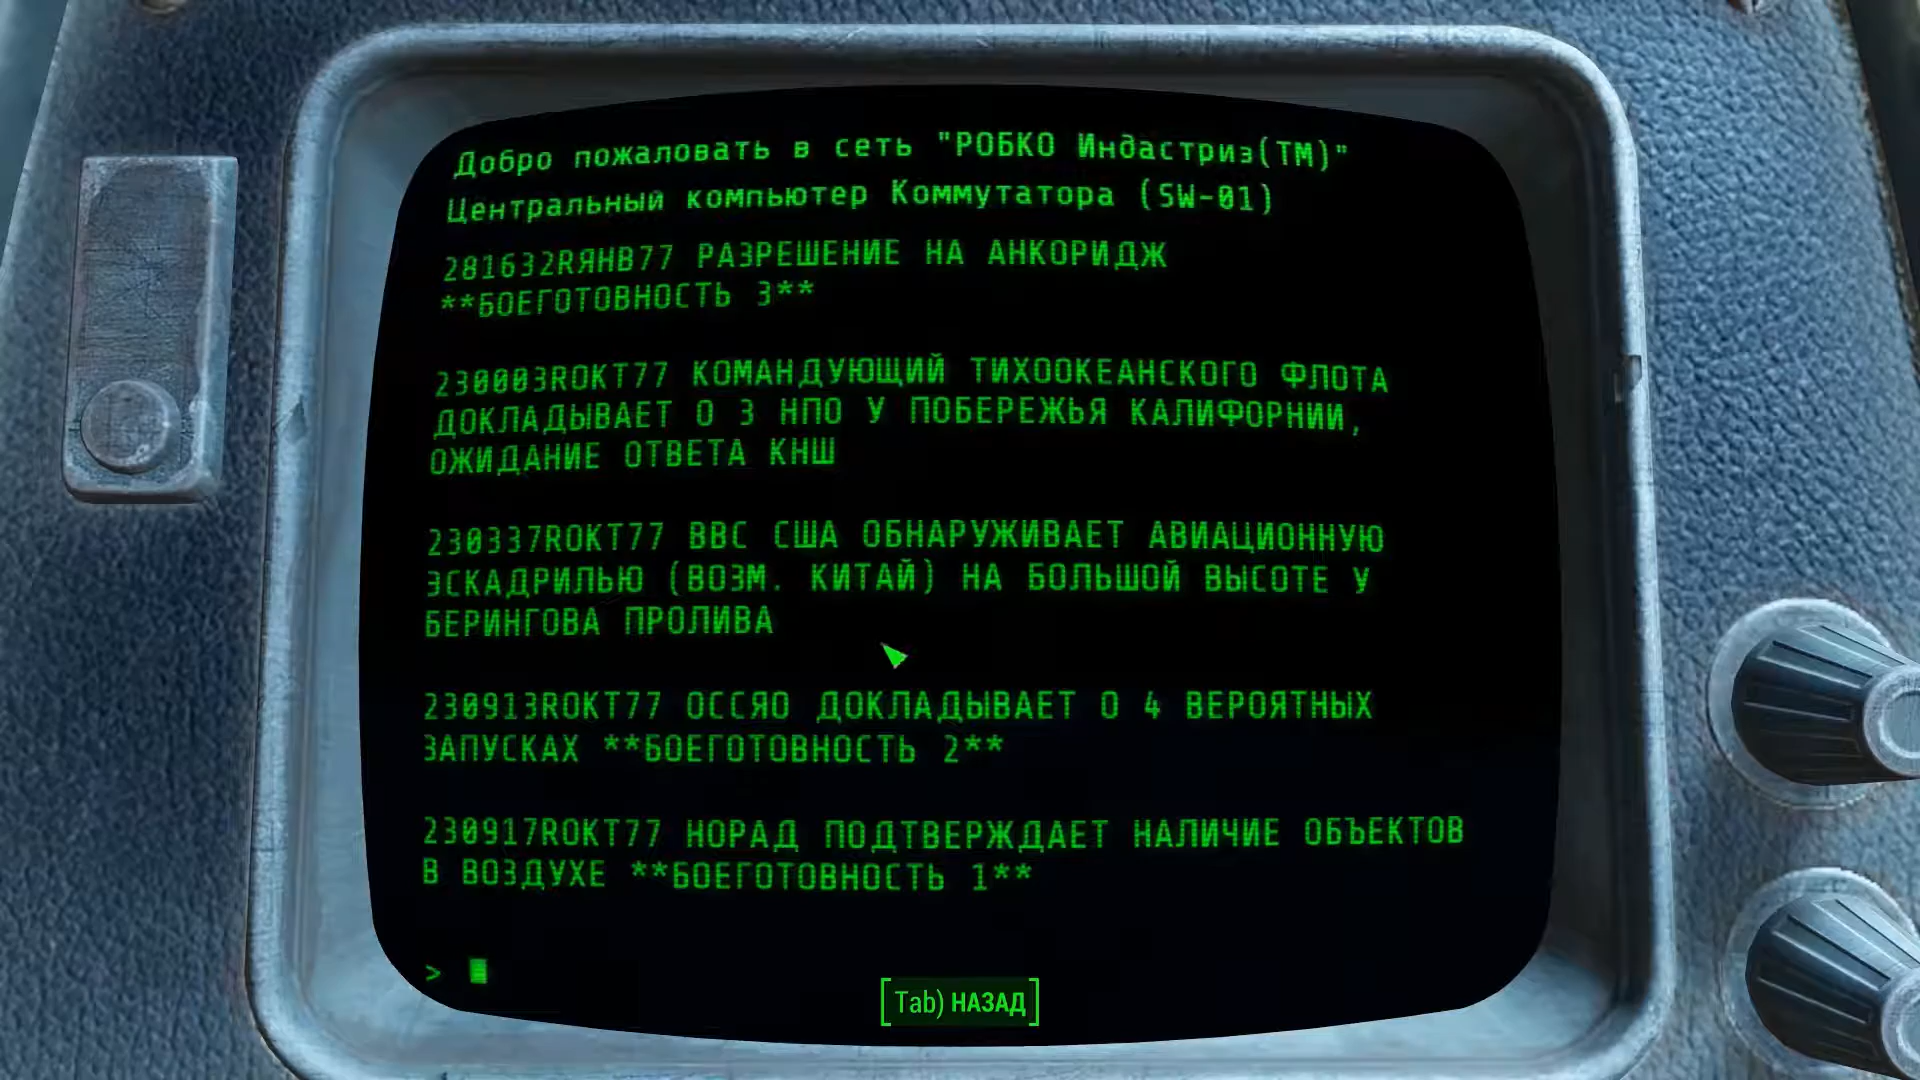 Добро пожаловать в сеть "РОБКО Индастриз(ТМ)"
Центральный компьютер Коммутатора (SW-01)
281632RЯНВ77 РАЗРЕШЕНИЕ НА АНКОРИДЖ
**БОЕГОТОВНОСТЬ 3**
230003ROKT77 КОМАНДУЮЩИЙ ТИХООКЕАНСКОГО ФЛОТА
ДОКЛАДЫВАЕТ О 3 НПО У ПОБЕРЕЖЬЯ КАЛИФОРНИИ,
ОЖИДАНИЕ ОТВЕТА КНШ
230337ROKT77 ВВС США ОБНАРУЖИВАЕТ АВИАЦИОННУЮ
ЭСКАДРИЛЬЮ (ВОЗМ. КИТАЙ) НА БОЛЬШОЙ ВЫСОТЕ У
БЕРИНГОВА ПРОЛИВА
230913ROKT77 ОССЯО ДОКЛАДЫВАЕТ О 4 ВЕРОЯТНЫХ
ЗАПУСКАХ **БОЕГОТОВНОСТЬ 2**
230917ROKT77 НОРАД ПОДТВЕРЖДАЕТ НАЛИЧИЕ ОБЪЕКТОВ
В ВОЗДУХЕ **БОЕГОТОВНОСТЬ 1**
>
[Tab) НАЗАД]